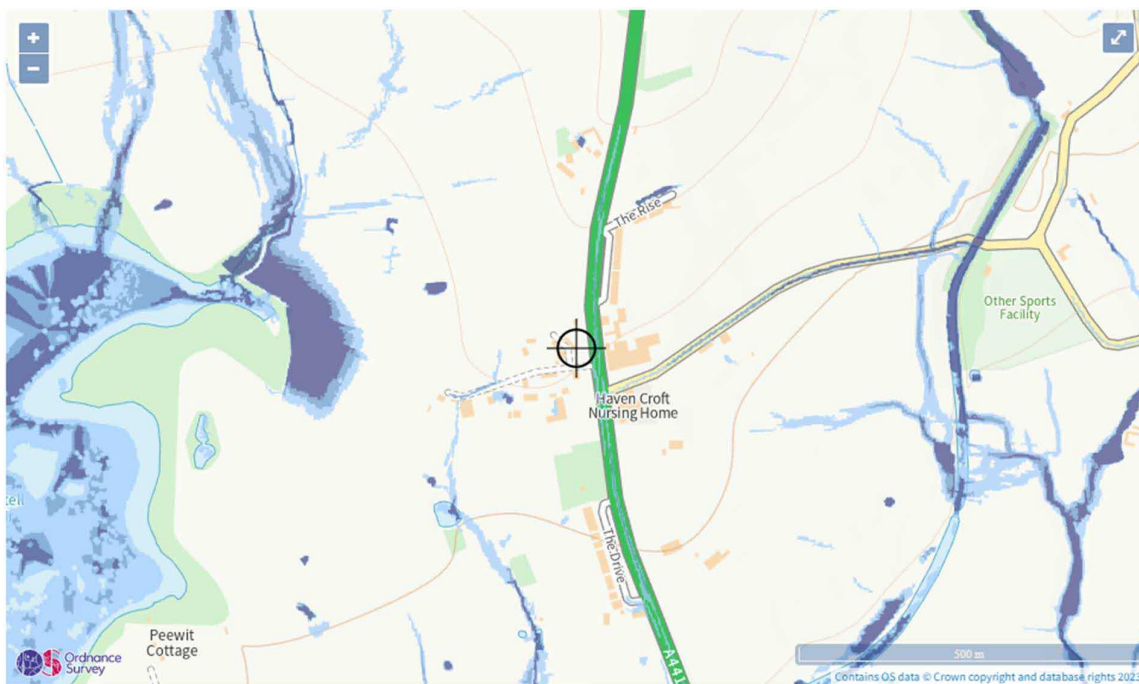 +
−
The Rise
Other Sports
Facility
Haven Croft
Nursing Home
The Drive
Peewit
Cottage
A441
500 m
Ordnance
Survey
Contains OS data © Crown copyright and database rights 2023